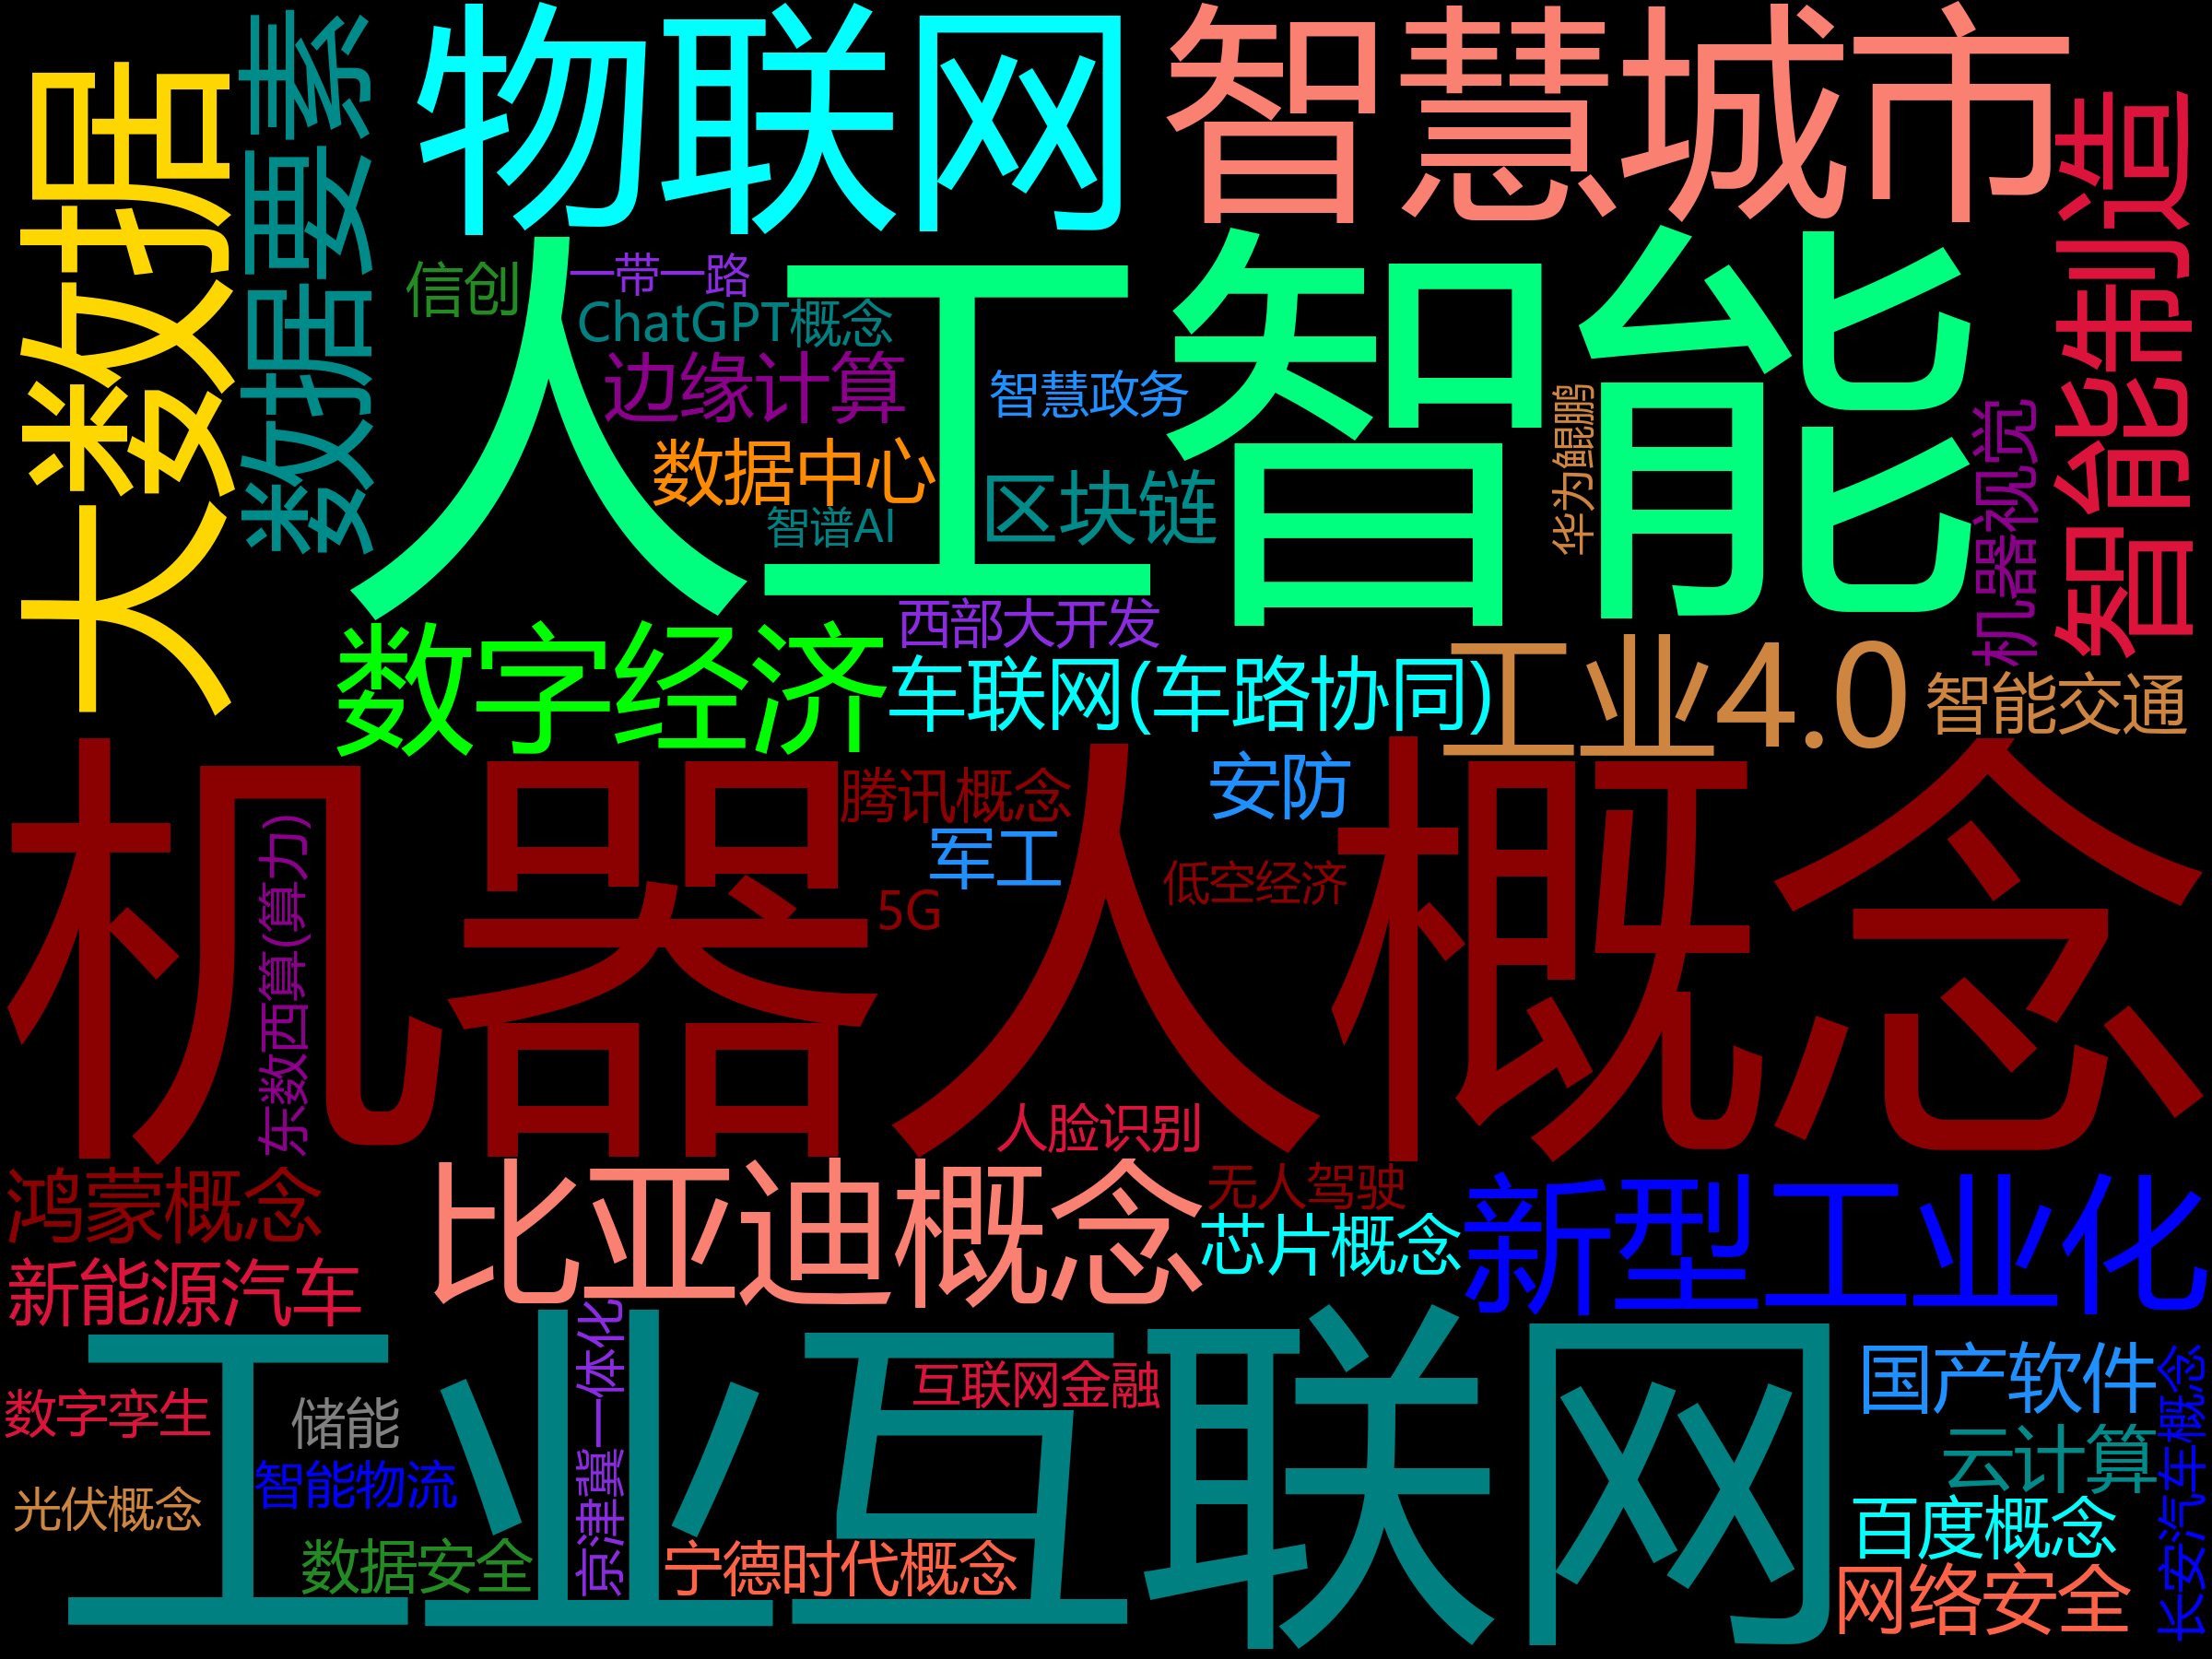 大数据
数据要素
物联网
智慧城市
智能制造
信创
一带一路
ChatGPT概念
人工智能
边缘计算
智慧政务
华为鲲鹏
机器视觉
数据中心
智谱AI
区块链
西部大开发
数字经济
车联网(车路协同)
工业4.0
智能交通
机器人概念
腾讯概念
安防
军工
5G
低空经济
东数西算(算力)
人脸识别
鸿蒙概念
比亚迪概念
无人驾驶
芯片概念
新型工业化
新能源汽车
工业互联网
京津冀一体化
互联网金融
国产软件
长安汽车概念
数字孪生
储能
云计算
智能物流
光伏概念
百度概念
数据安全
宁德时代概念
网络安全